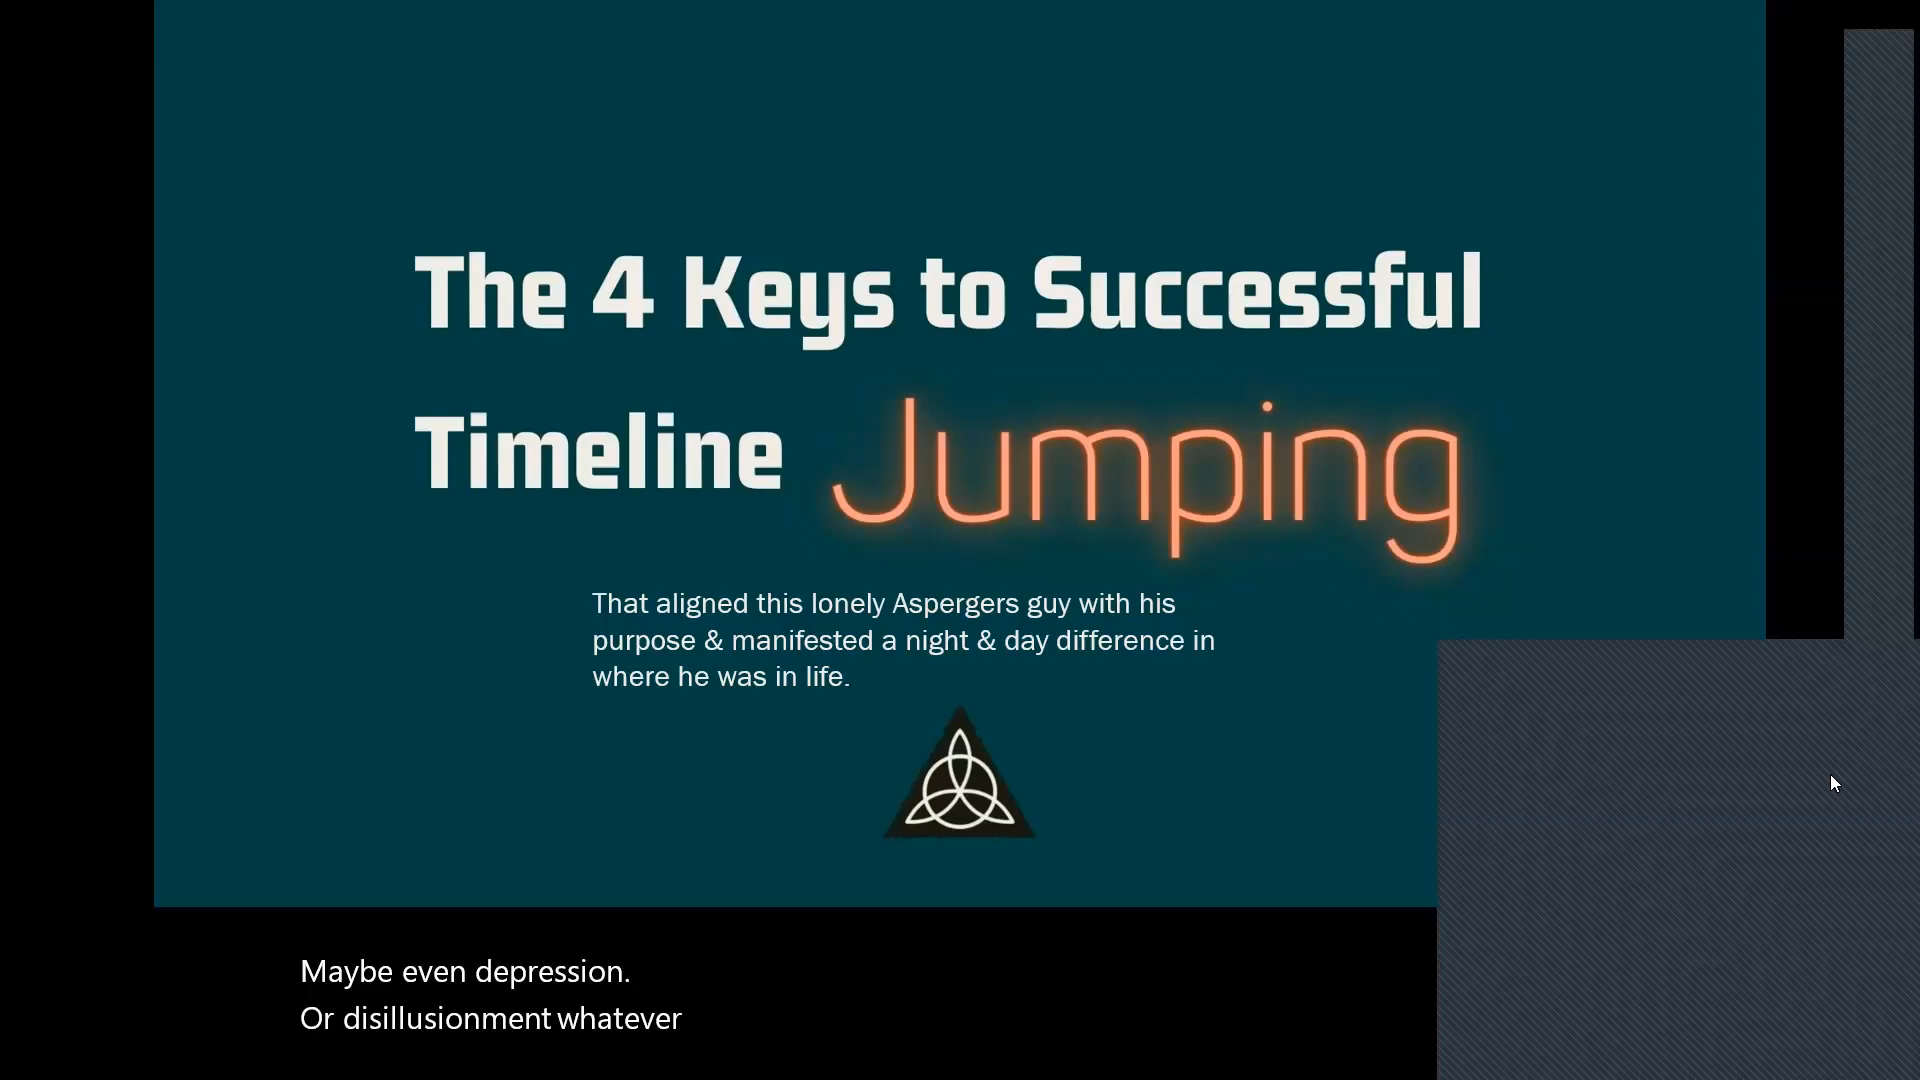 The 4 Keys to Successful
Timeline Jumping
That aligned this lonely Aspergers guy with his
purpose & manifested a night & day difference in
where he was in life.
Maybe even depression.
Or disillusionment whatever